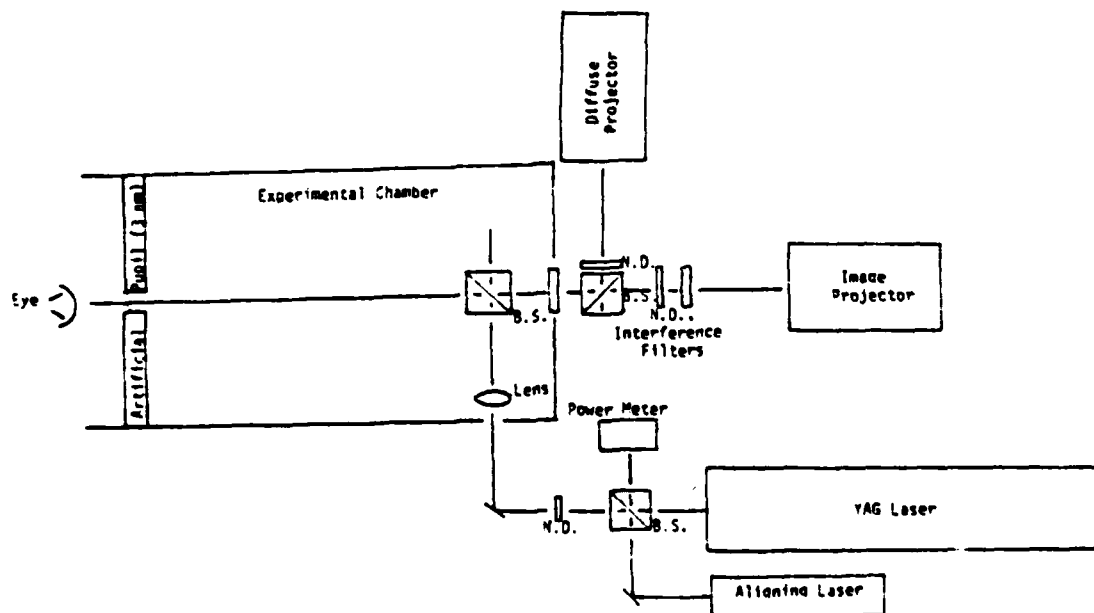 Diffuse
Projector
Experimental Chamber
Artificial Pupil (3 mm)
Eye
N.D.
B.S.
B.S.
N.D.
Interference
Filters
Image
Projector
Lens
Power Meter
N.D.
B.S.
YAG Laser
Aligning Laser